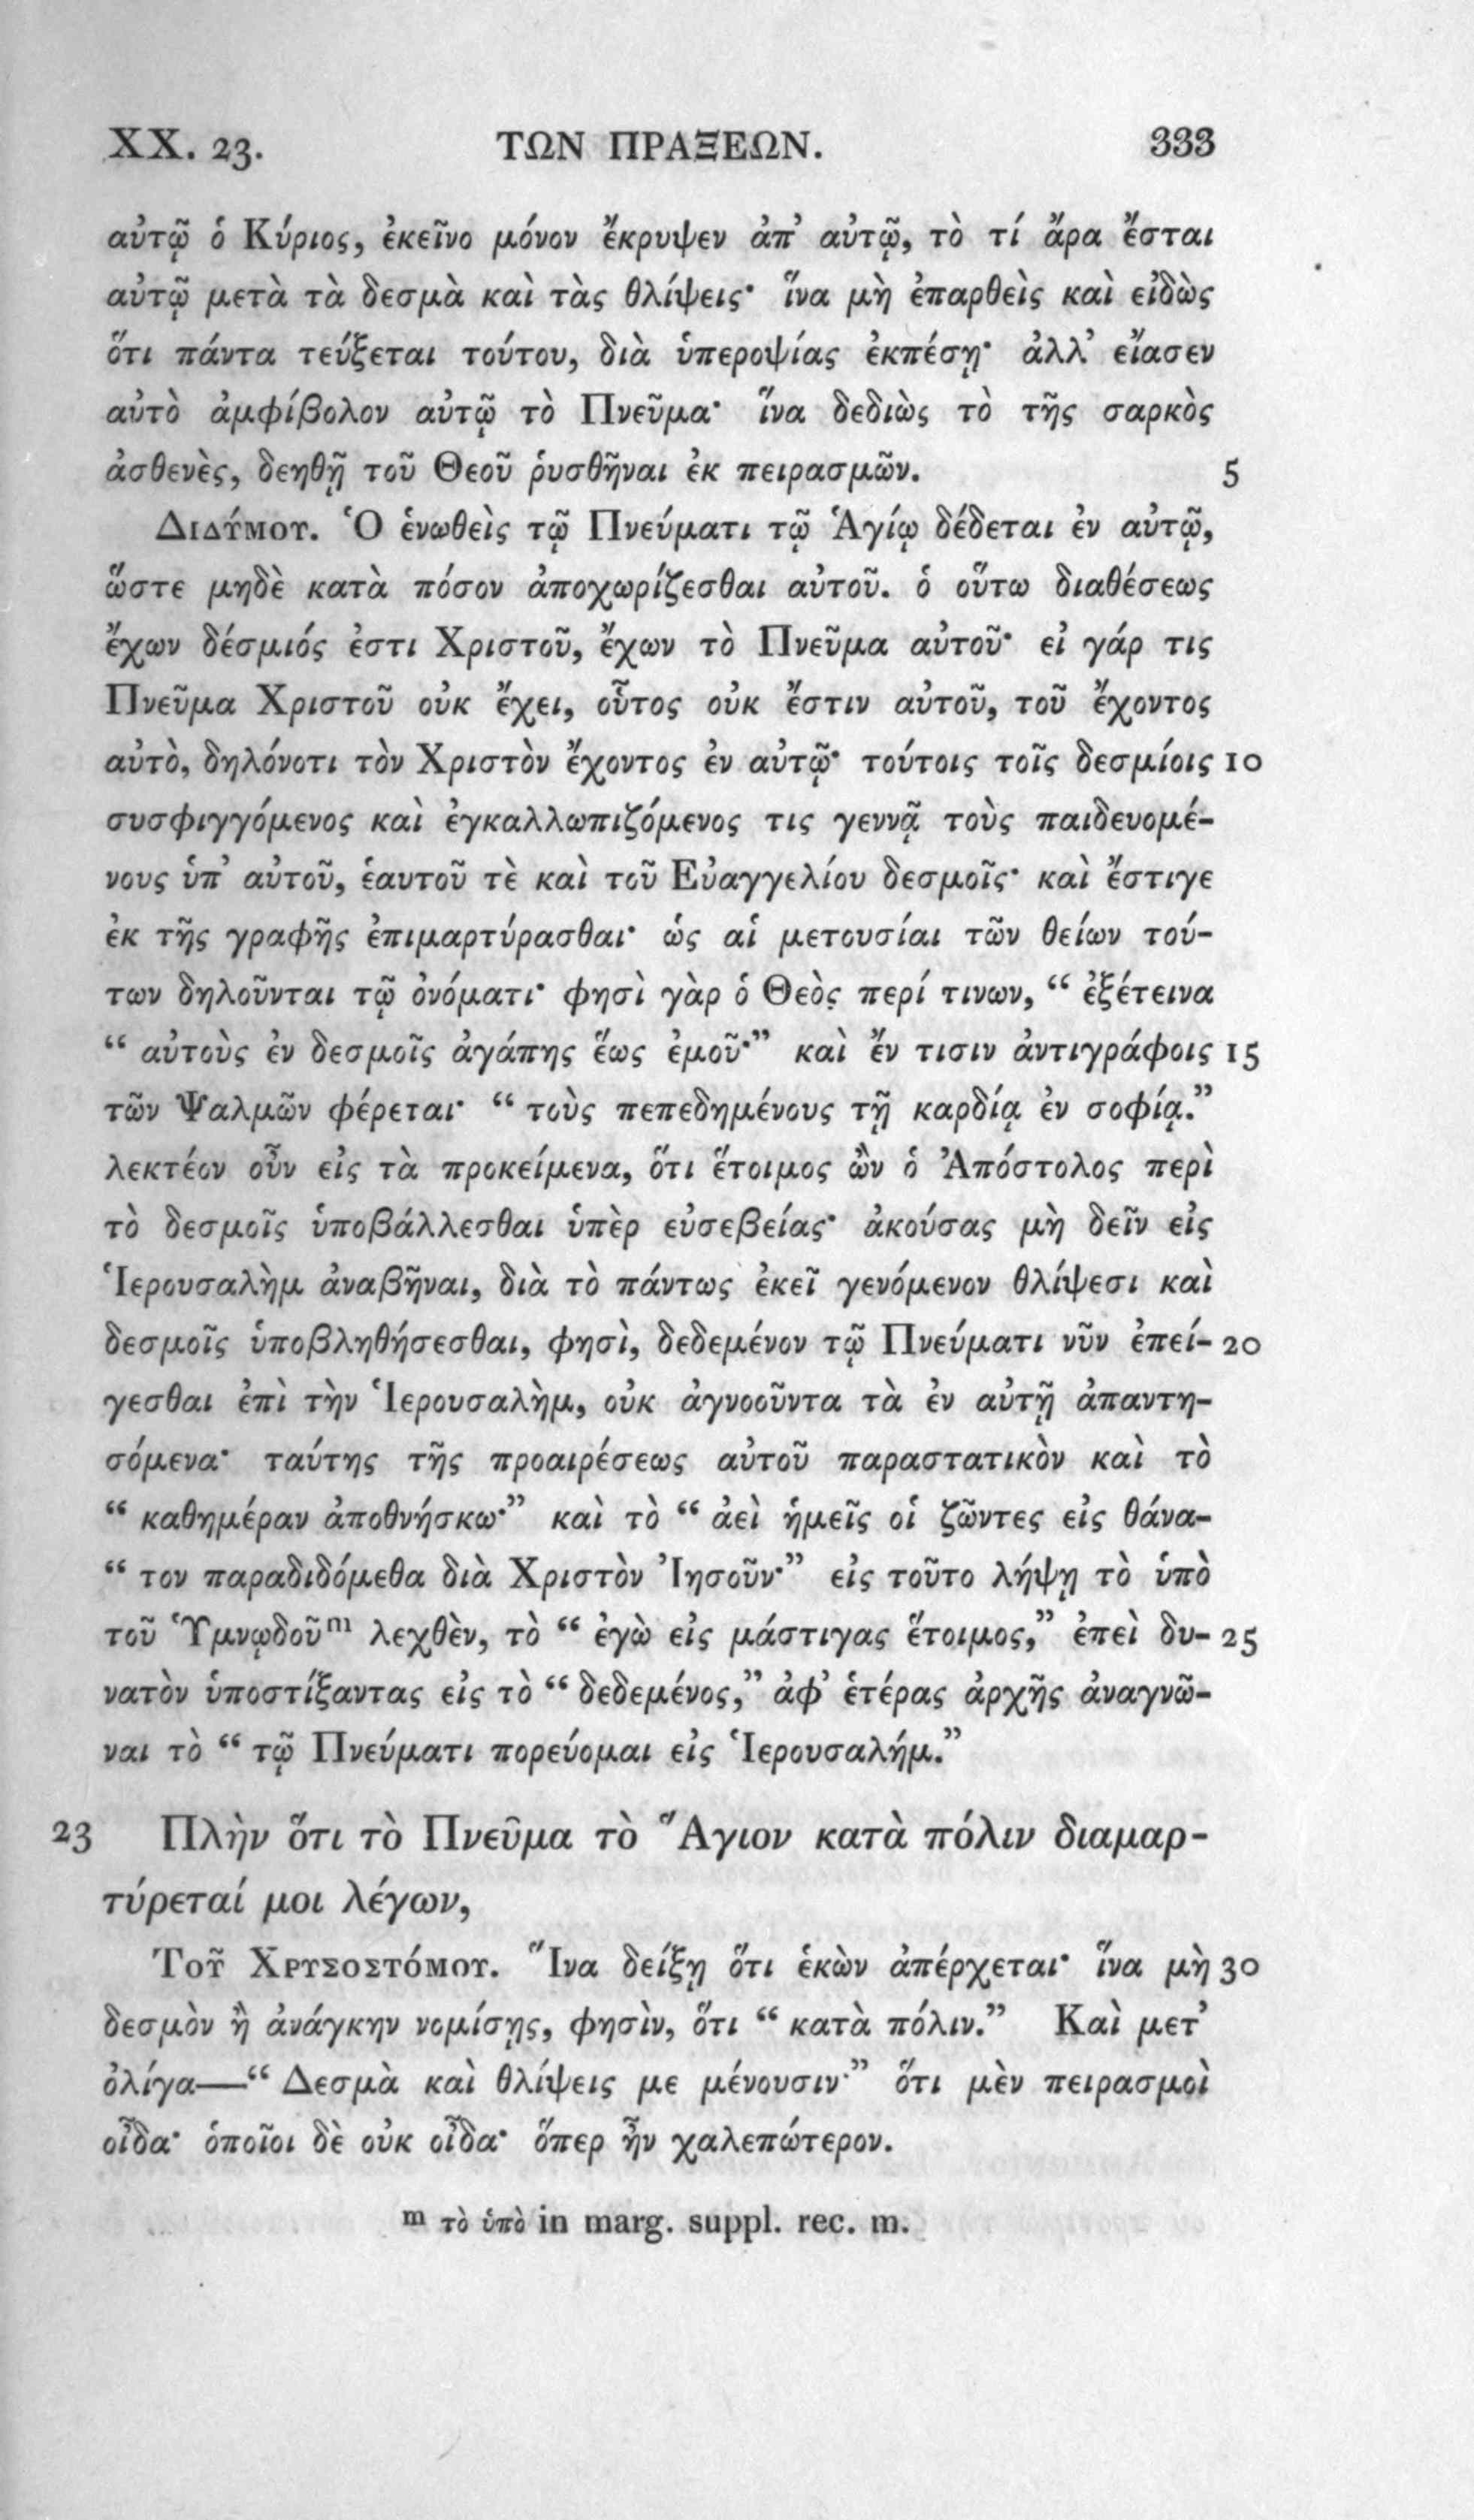 XX. 23. ΤΩΝ ΠΡΑΞΕΩΝ. 333
αὐτῷ ὁ Κύριος, ἐκεῖνο μόνον ἔκρυψεν ἀπ᾽ αὐτῷ, τὸ τί ἄρα ἔσται
αὐτῷ μετὰ τὰ δεσμὰ καὶ τὰς θλίψεις· ἵνα μὴ ἐπαρθεὶς καὶ εἰδὼς
ὅτι πάντα τεύξεται τούτου, διὰ ὑπεροψίας ἐκπέσῃ· ἀλλ᾽ εἴασεν
αὐτὸ ἀμφίβολον αὐτῷ τὸ Πνεῦμα· ἵνα δεδιὼς τὸ τῆς σαρκὸς
ἀσθενὲς, δεηθῇ τοῦ Θεοῦ ῥυσθῆναι ἐκ πειρασμῶν. 5
Διδύμου. Ὁ ἑνωθεὶς τῷ Πνεύματι τῷ Ἁγίῳ δέδεται ἐν αὐτῷ,
ὥστε μηδὲ κατὰ πόσον ἀποχωρίζεσθαι αὐτοῦ. ὁ οὕτω διαθέσεως
ἔχων δέσμιός ἐστι Χριστοῦ, ἔχων τὸ Πνεῦμα αὐτοῦ· εἰ γάρ τις
Πνεῦμα Χριστοῦ οὐκ ἔχει, οὗτος οὐκ ἔστιν αὐτοῦ, τοῦ ἔχοντος
αὐτὸ, δηλόνοτι τὸν Χριστὸν ἔχοντος ἐν αὐτῷ· τούτοις τοῖς δεσμίοις 10
συσφιγγόμενος καὶ ἐγκαλλωπιζόμενος τις γεννᾷ τοὺς παιδευομέ-
νους ὑπ᾽ αὐτοῦ, ἑαυτοῦ τὲ καὶ τοῦ Εὐαγγελίου δεσμοῖς· καὶ ἔστιγε
ἐκ τῆς γραφῆς ἐπιμαρτύρασθαι· ὡς αἱ μετουσίαι τῶν θείων τού-
των δηλοῦνται τῷ ὀνόματι· φησὶ γὰρ ὁ Θεὸς περί τινων, “ ἐξέτεινα
“ αὐτοὺς ἐν δεσμοῖς ἀγάπης ἕως ἐμοῦ·” καὶ ἔν τισιν ἀντιγράφοις 15
τῶν Ψαλμῶν φέρεται· “ τοὺς πεπεδημένους τῇ καρδίᾳ ἐν σοφίᾳ.”
λεκτέον οὖν εἰς τὰ προκείμενα, ὅτι ἕτοιμος ὢν ὁ Ἀπόστολος περὶ
τὸ δεσμοῖς ὑποβάλλεσθαι ὑπὲρ εὐσεβείας· ἀκούσας μὴ δεῖν εἰς
Ἱερουσαλὴμ ἀναβῆναι, διὰ τὸ πάντως ἐκεῖ γενόμενον θλίψεσι καὶ
δεσμοῖς ὑποβληθήσεσθαι, φησὶ, δεδεμένον τῷ Πνεύματι νῦν ἐπεί- 20
γεσθαι ἐπὶ τὴν Ἱερουσαλὴμ, οὐκ ἀγνοοῦντα τὰ ἐν αὐτῇ ἀπαντη-
σόμενα· ταύτης τῆς προαιρέσεως αὐτοῦ παραστατικὸν καὶ τὸ
“ καθημέραν ἀποθνήσκω·” καὶ τὸ “ ἀεὶ ἡμεῖς οἱ ζῶντες εἰς θάνα-
“ τον παραδιδόμεθα διὰ Χριστὸν Ἰησοῦν·” εἰς τοῦτο λήψῃ τὸ ὑπὸ
τοῦ Ὑμνῳδοῦᵐ λεχθὲν, τὸ “ ἐγὼ εἰς μάστιγας ἕτοιμος,” ἐπεὶ δυ- 25
νατὸν ὑποστίξαντας εἰς τὸ “ δεδεμένος,” ἀφ᾽ ἑτέρας ἀρχῆς ἀναγνῶ-
ναι τὸ “ τῷ Πνεύματι πορεύομαι εἰς Ἱερουσαλήμ.”
23 Πλὴν ὅτι τὸ Πνεῦμα τὸ Ἅγιον κατὰ πόλιν διαμαρ-
τύρεταί μοι λέγων,
Τοῦ Χρυσοστόμου. Ἵνα δείξῃ ὅτι ἑκὼν ἀπέρχεται· ἵνα μὴ 30
δεσμὸν ἢ ἀνάγκην νομίσῃς, φησὶν, ὅτι “ κατὰ πόλιν.” Καὶ μετ᾽
ὀλίγα—“ Δεσμὰ καὶ θλίψεις με μένουσιν·” ὅτι μὲν πειρασμοὶ
οἶδα· ὁποῖοι δὲ οὐκ οἶδα· ὅπερ ἦν χαλεπώτερον.
ᵐ τὸ ὑπὸ in marg. suppl. rec. m.